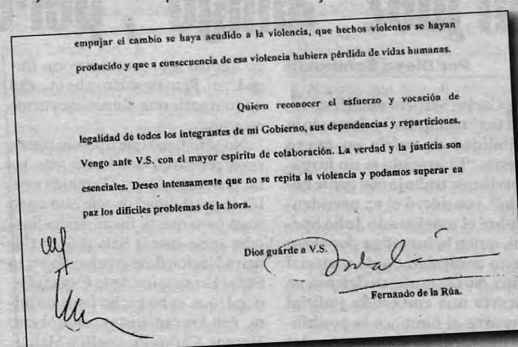 empujar el cambio se haya acudido a la violencia, que hechos violentos se hayan
producido y que a consecuencia de esa violencia hubiera pérdida de vidas humanas.
Quiero reconocer el esfuerzo y vocación de
legalidad de todos los integrantes de mi Gobierno, sus dependencias y reparticiones.
Vengo ante V.S. con el mayor espíritu de colaboración. La verdad y la justicia son
esenciales. Deseo intensamente que no se repita la violencia y podamos superar en
paz los difíciles problemas de la hora.
Dios guárde a V.S.
Fernando de la Rúa.